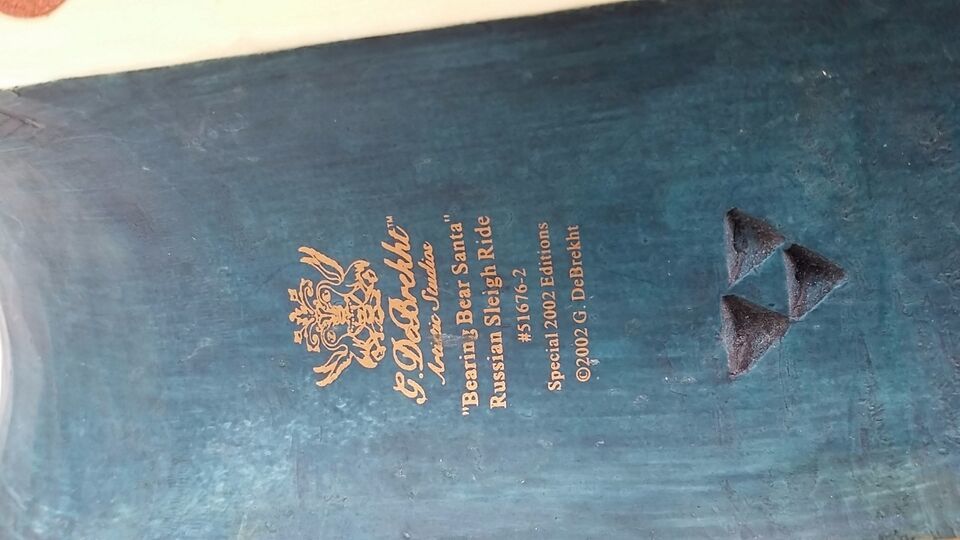 G. DeBrekht™
Artistic Studios
"Bearing Bear Santa"
Russian Sleigh Ride
#51676-2
Special 2002 Editions
©2002 G. DeBrekht